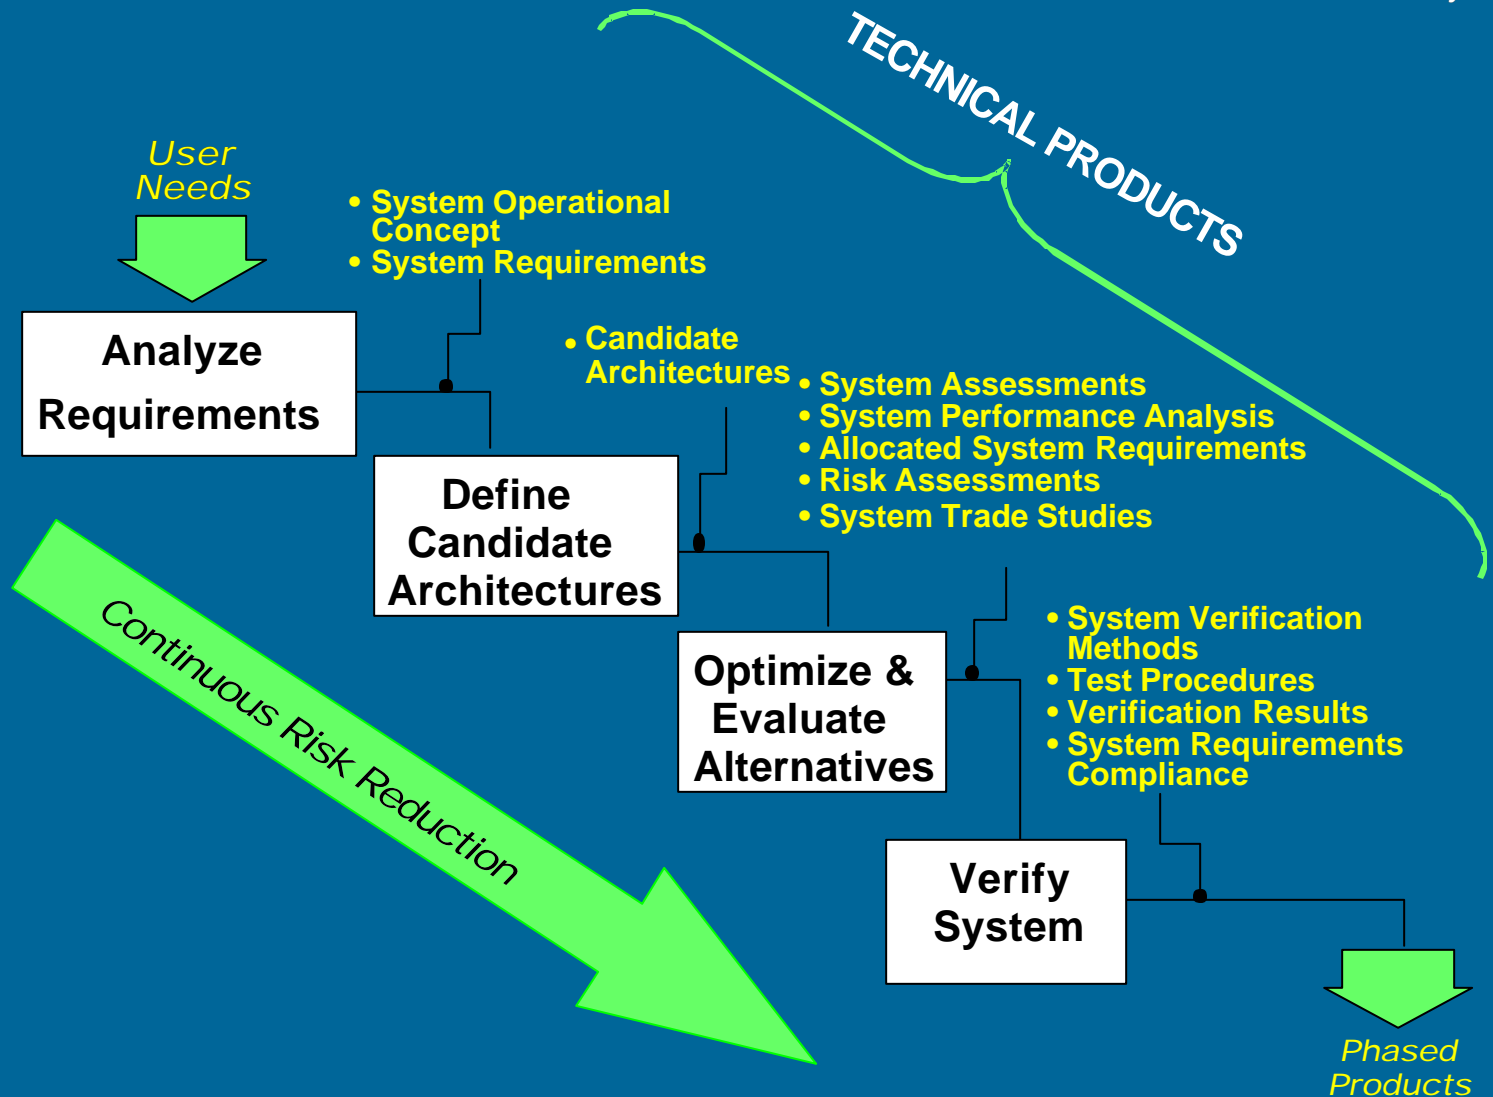 TECHNICAL PRODUCTS
User
Needs
• System Operational
Concept
• System Requirements
Analyze
Requirements
• Candidate
Architectures
• System Assessments
• System Performance Analysis
• Allocated System Requirements
• Risk Assessments
• System Trade Studies
Define
Candidate
Architectures
Continuous Risk Reduction
• System Verification
Methods
• Test Procedures
• Verification Results
• System Requirements
Compliance
Optimize &
Evaluate
Alternatives
Verify
System
Phased
Products